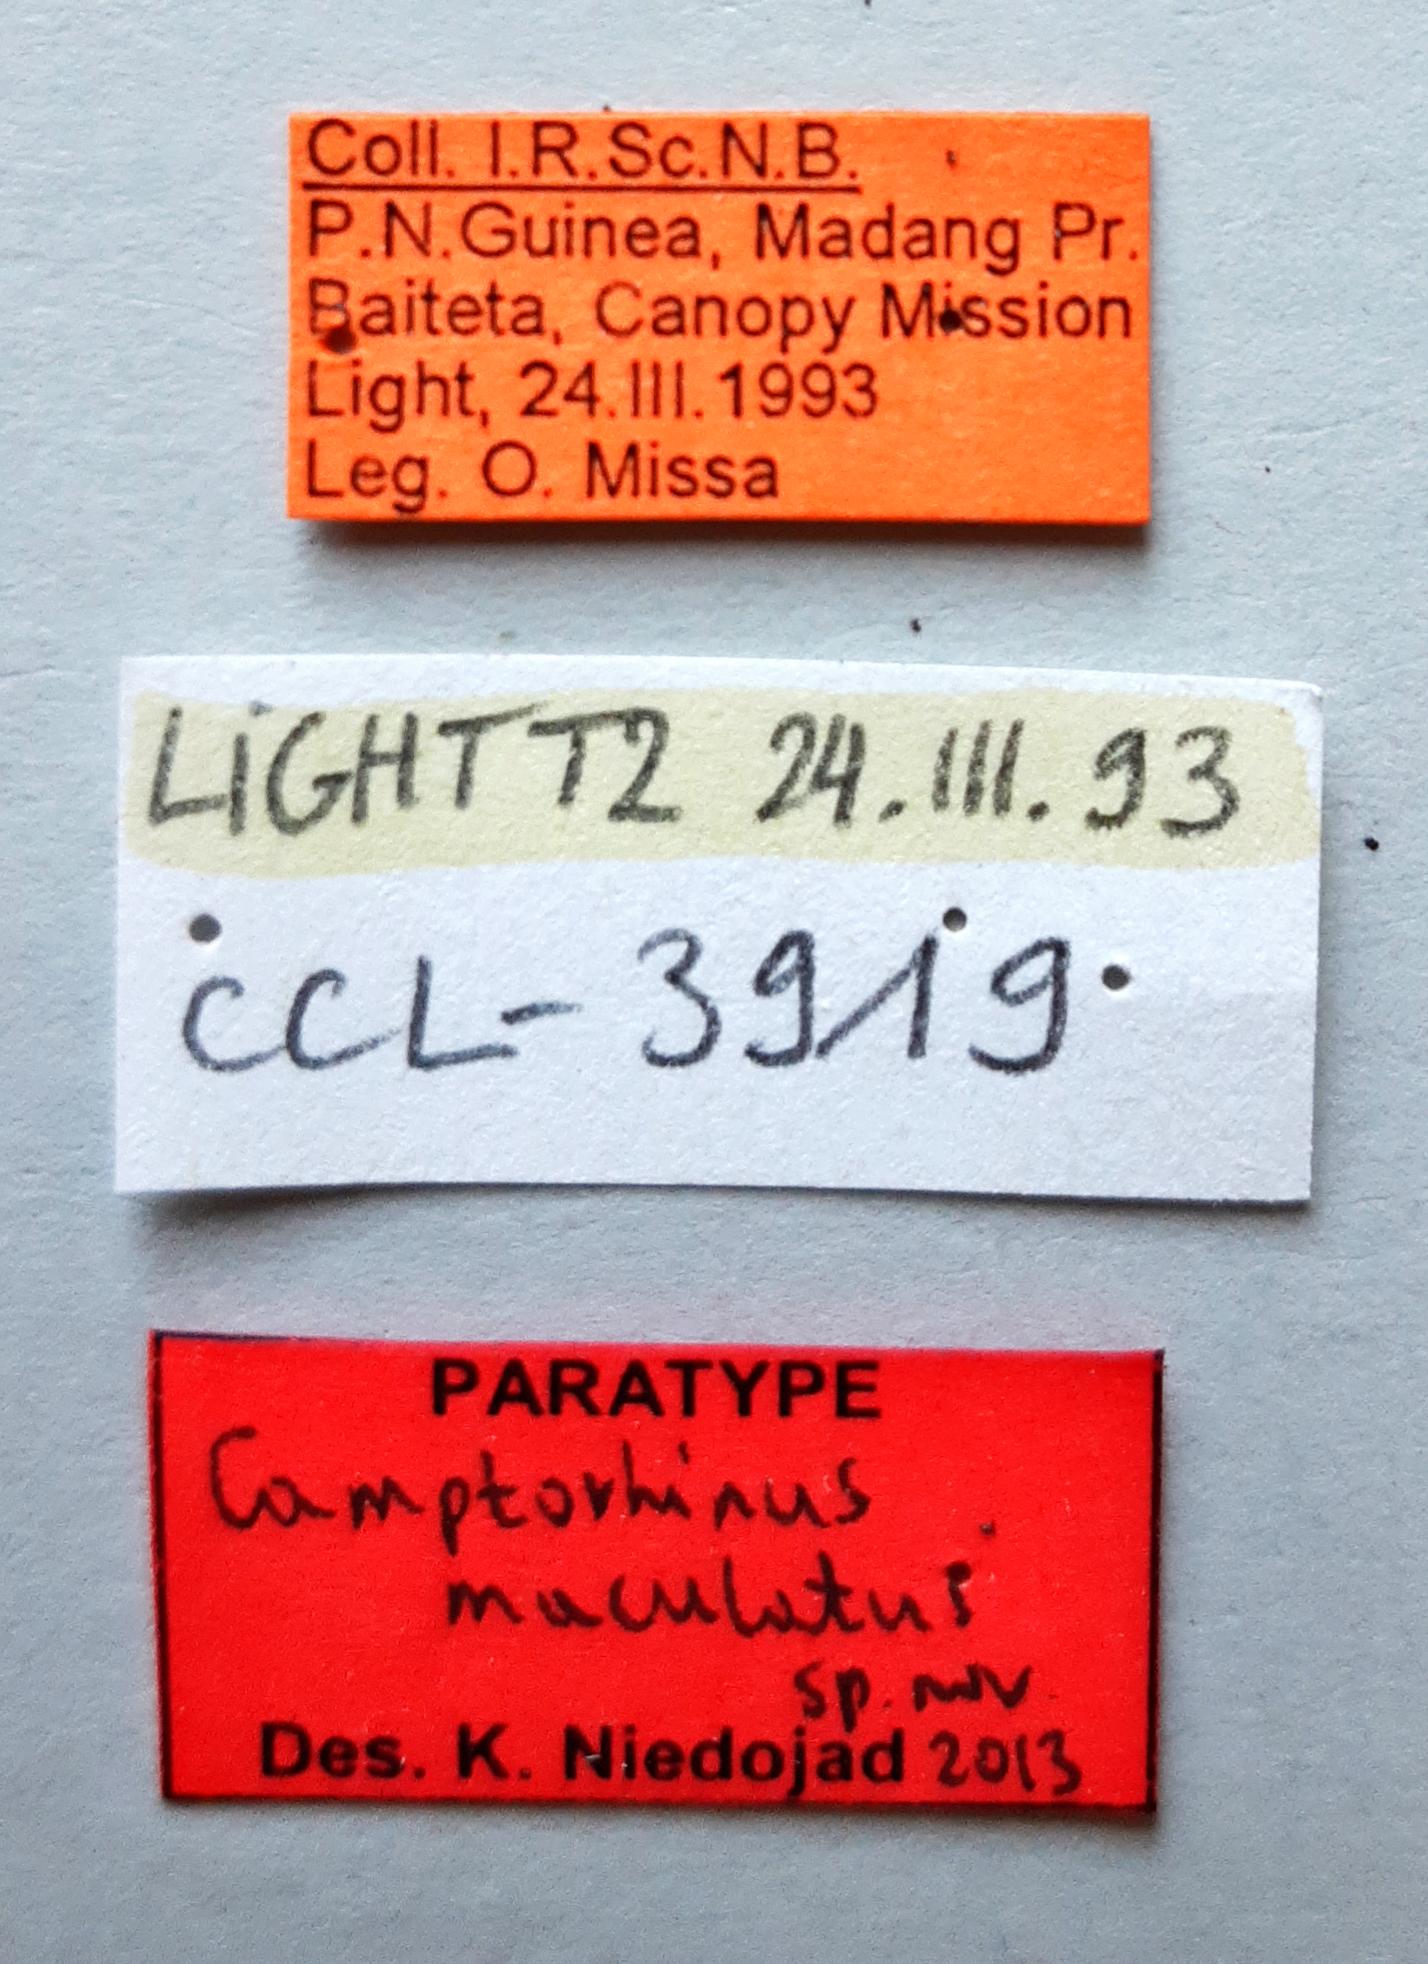 Coll. I.R.Sc.N.B.
P.N.Guinea, Madang Pr.
Baiteta, Canopy Mission
Light, 24.III.1993
Leg. O. Missa
LiGHT T2 24.III.93
CCL- 3919
PARATYPE
Camptorhinus
maculatus
sp. nov.
Des. K. Niedojad 2013